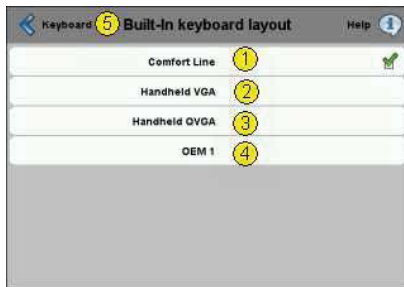 Keyboard 5 Built-In keyboard layout Help
Comfort Line 1
Handheld VGA 2
Handheld QVGA 3
OEM 1 4